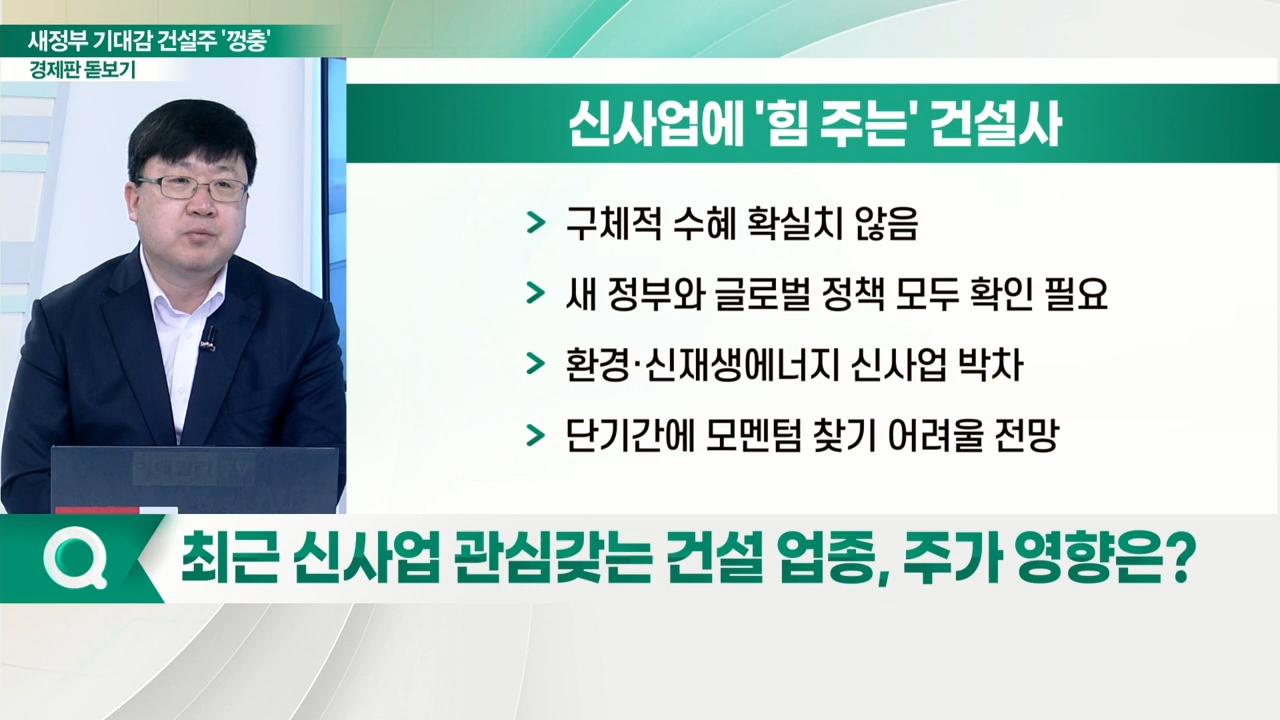 새정부 기대감 건설주 '껑충'
경제판 돋보기
신사업에 '힘 주는' 건설사
> 구체적 수혜 확실치 않음
> 새 정부와 글로벌 정책 모두 확인 필요
> 환경·신재생에너지 신사업 박차
> 단기간에 모멘텀 찾기 어려울 전망
Q 최근 신사업 관심갖는 건설 업종, 주가 영향은?